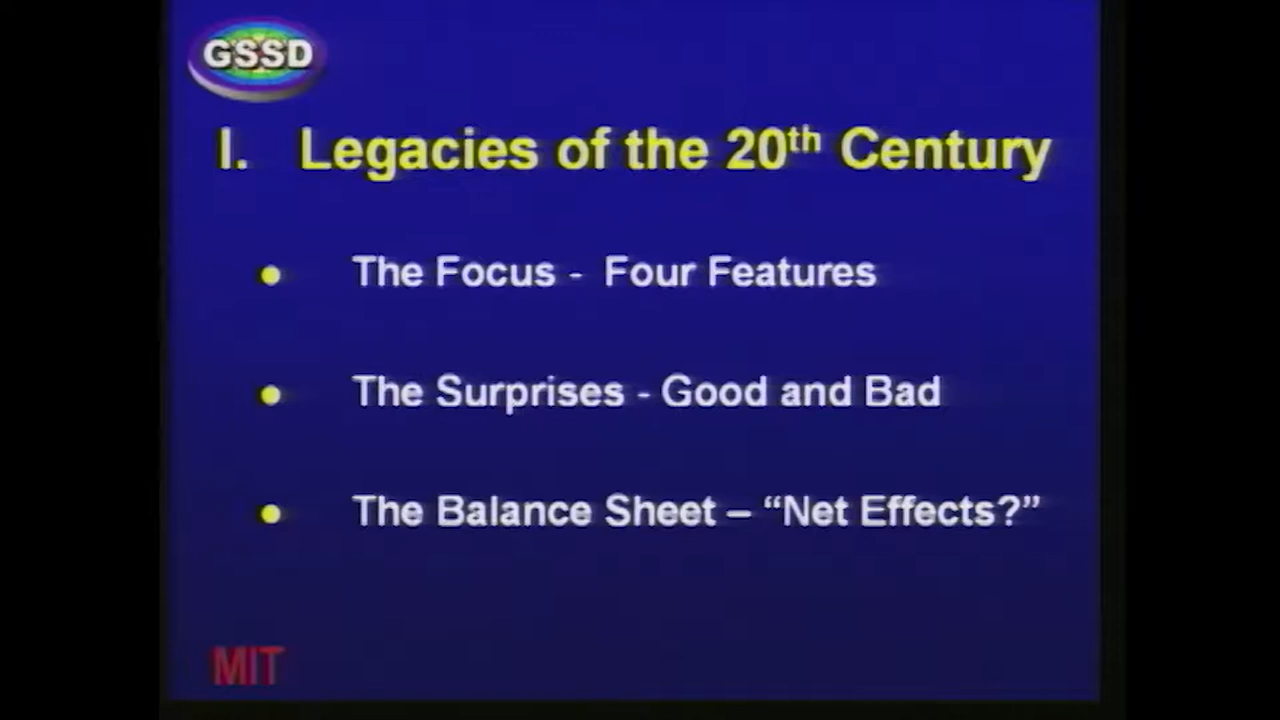 GSSD
I. Legacies of the 20th Century
● The Focus - Four Features
● The Surprises - Good and Bad
● The Balance Sheet – “Net Effects?”
MIT